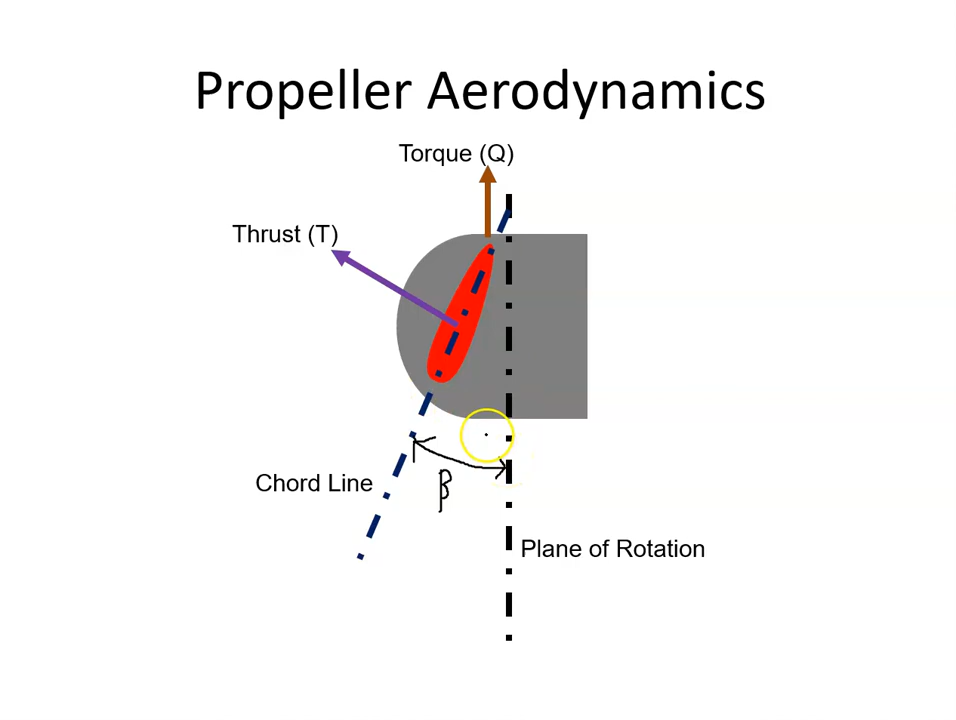 Propeller Aerodynamics
Torque (Q)
Thrust (T)
Chord Line
β
Plane of Rotation